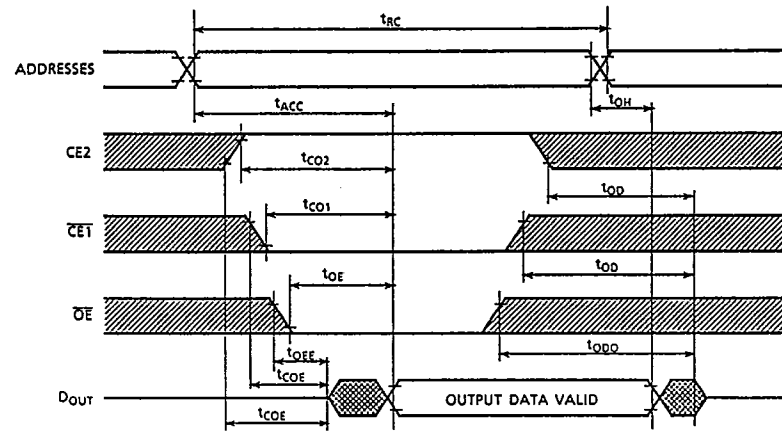 tRC
ADDRESSES
tACC
tOH
CE2
tCO2
tOD
CE1
tCO1
tOD
OE
tOE
tODO
tOEE
tCOE
DOUT
OUTPUT DATA VALID
tCOE